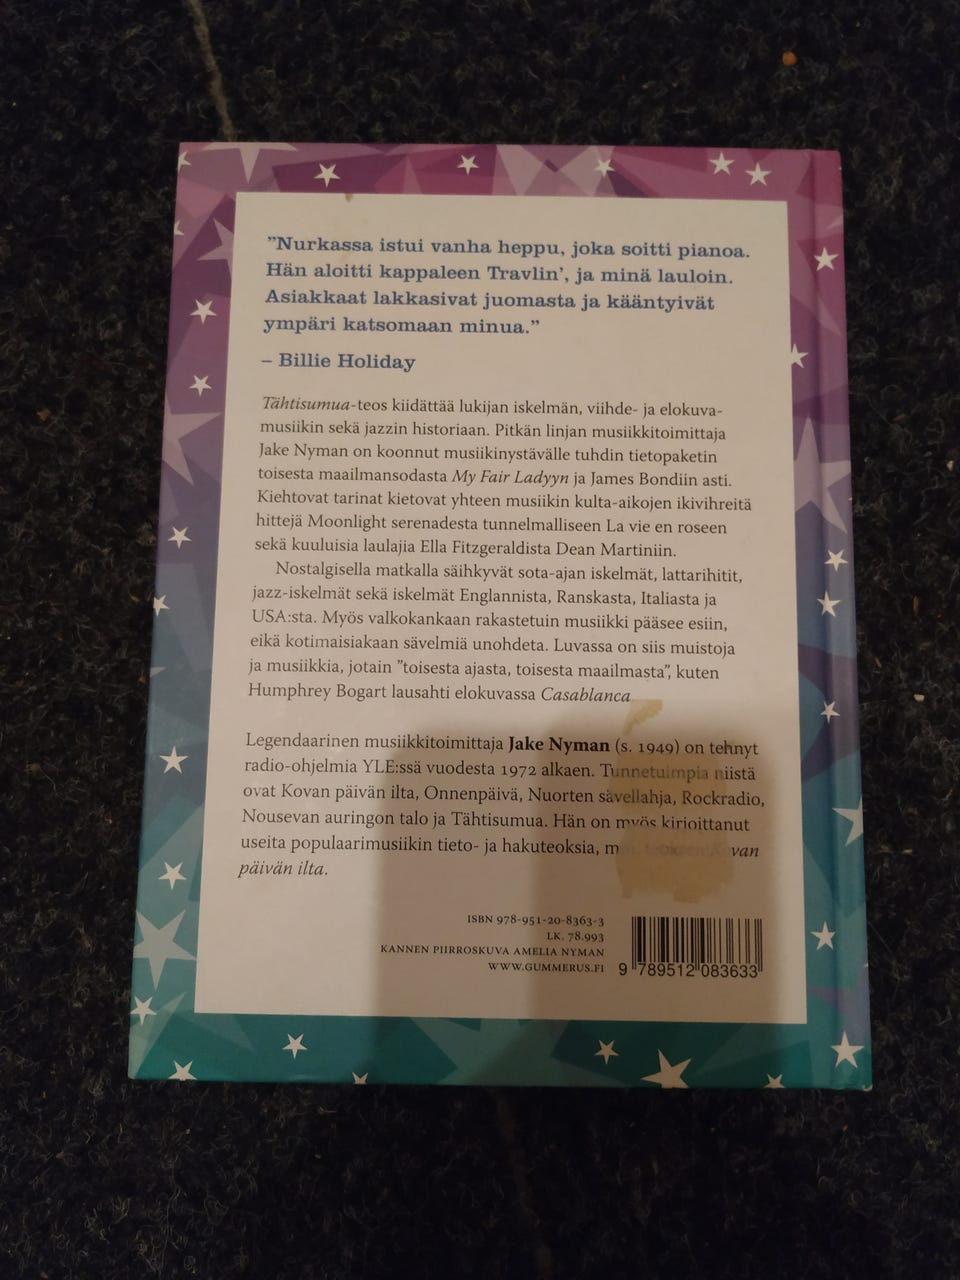 ”Nurkassa istui vanha heppu, joka soitti pianoa.
Hän aloitti kappaleen Travlin’, ja minä lauloin.
Asiakkaat lakkasivat juomasta ja kääntyivät
ympäri katsomaan minua.”
– Billie Holiday
Tähtisumua-teos kiidättää lukijan iskelmän, viihde- ja elokuva-
musiikin sekä jazzin historiaan. Pitkän linjan musiikkitoimittaja
Jake Nyman on koonnut musiikinystävälle tuhdin tietopaketin
toisesta maailmansodasta My Fair Ladyyn ja James Bondiin asti.
Kiehtovat tarinat kietovat yhteen musiikin kulta-aikojen ikivihreitä
hittejä Moonlight serenadesta tunnelmalliseen La vie en roseen
sekä kuuluisia laulajia Ella Fitzgeraldista Dean Martiniin.
Nostalgisella matkalla säihkyvät sota-ajan iskelmät, lattarihitit,
jazz-iskelmät sekä iskelmät Englannista, Ranskasta, Italiasta ja
USA:sta. Myös valkokankaan rakastetuin musiikki pääsee esiin,
eikä kotimaisiakaan sävelmiä unohdeta. Luvassa on siis muistoja
ja musiikkia, jotain ”toisesta ajasta, toisesta maailmasta”, kuten
Humphrey Bogart lausahti elokuvassa Casablanca
Legendaarinen musiikkitoimittaja Jake Nyman (s. 1949) on tehnyt
radio-ohjelmia YLE:ssä vuodesta 1972 alkaen. Tunnetuimpia niistä
ovat Kovan päivän ilta, Onnenpäivä, Nuorten sävellahja, Rockradio,
Nousevan auringon talo ja Tähtisumua. Hän on myös kirjoittanut
useita populaarimusiikin tieto- ja hakuteoksia, van
päivän ilta.
ISBN 978-951-20-8363-3
LK. 78.993
KANNEN PIIRROSKUVA AMELIA NYMAN
WWW.GUMMERUS.FI
9 789512 083633